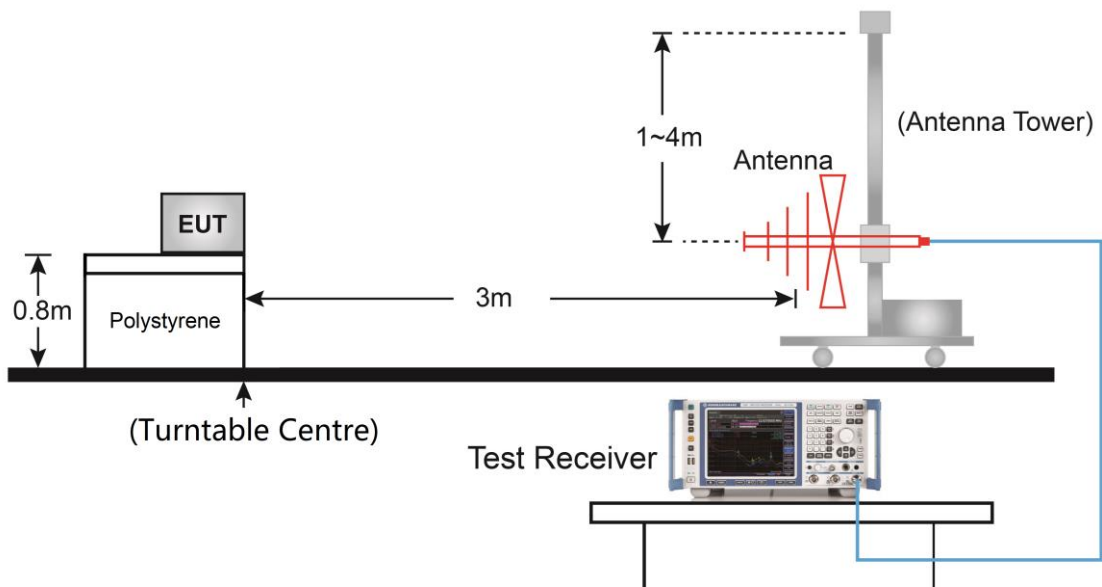 1~4m
(Antenna Tower)
Antenna
EUT
0.8m
Polystyrene
3m
(Turntable Centre)
Test Receiver